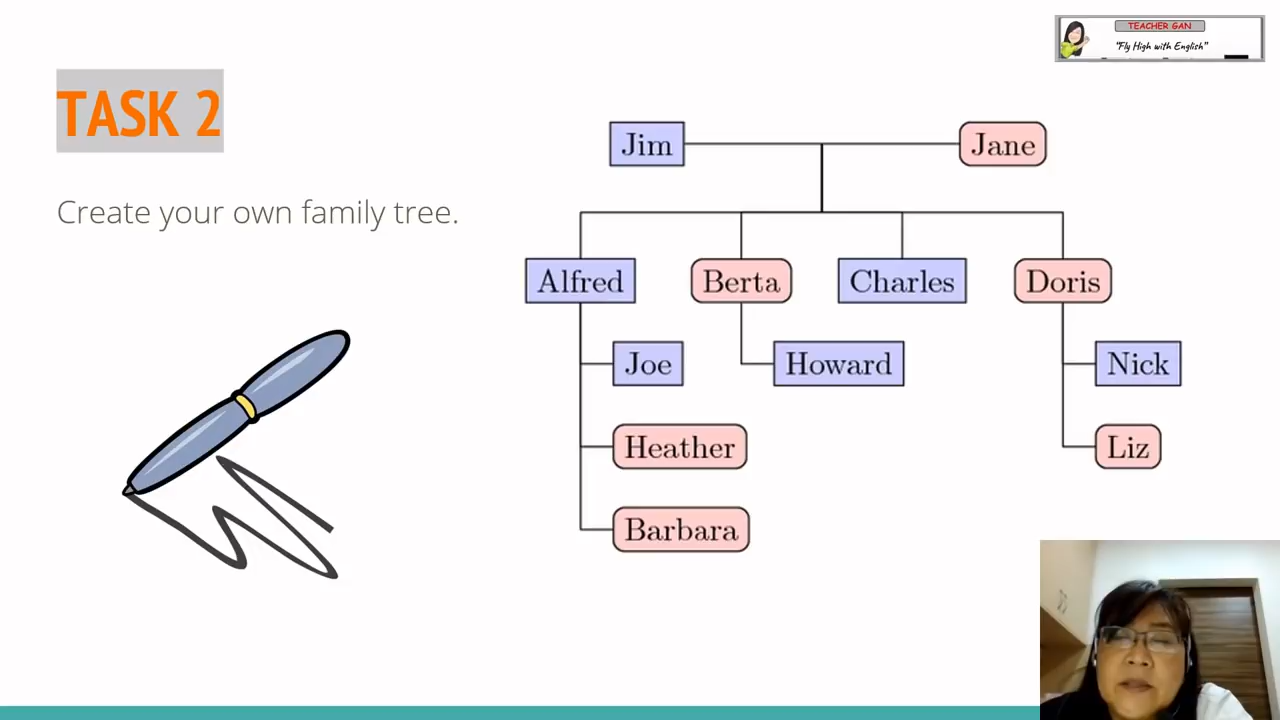 TEACHER GAN
"Fly High with English"
TASK 2
Create your own family tree.
Jim
Jane
Alfred
Berta
Charles
Doris
Joe
Howard
Nick
Heather
Liz
Barbara